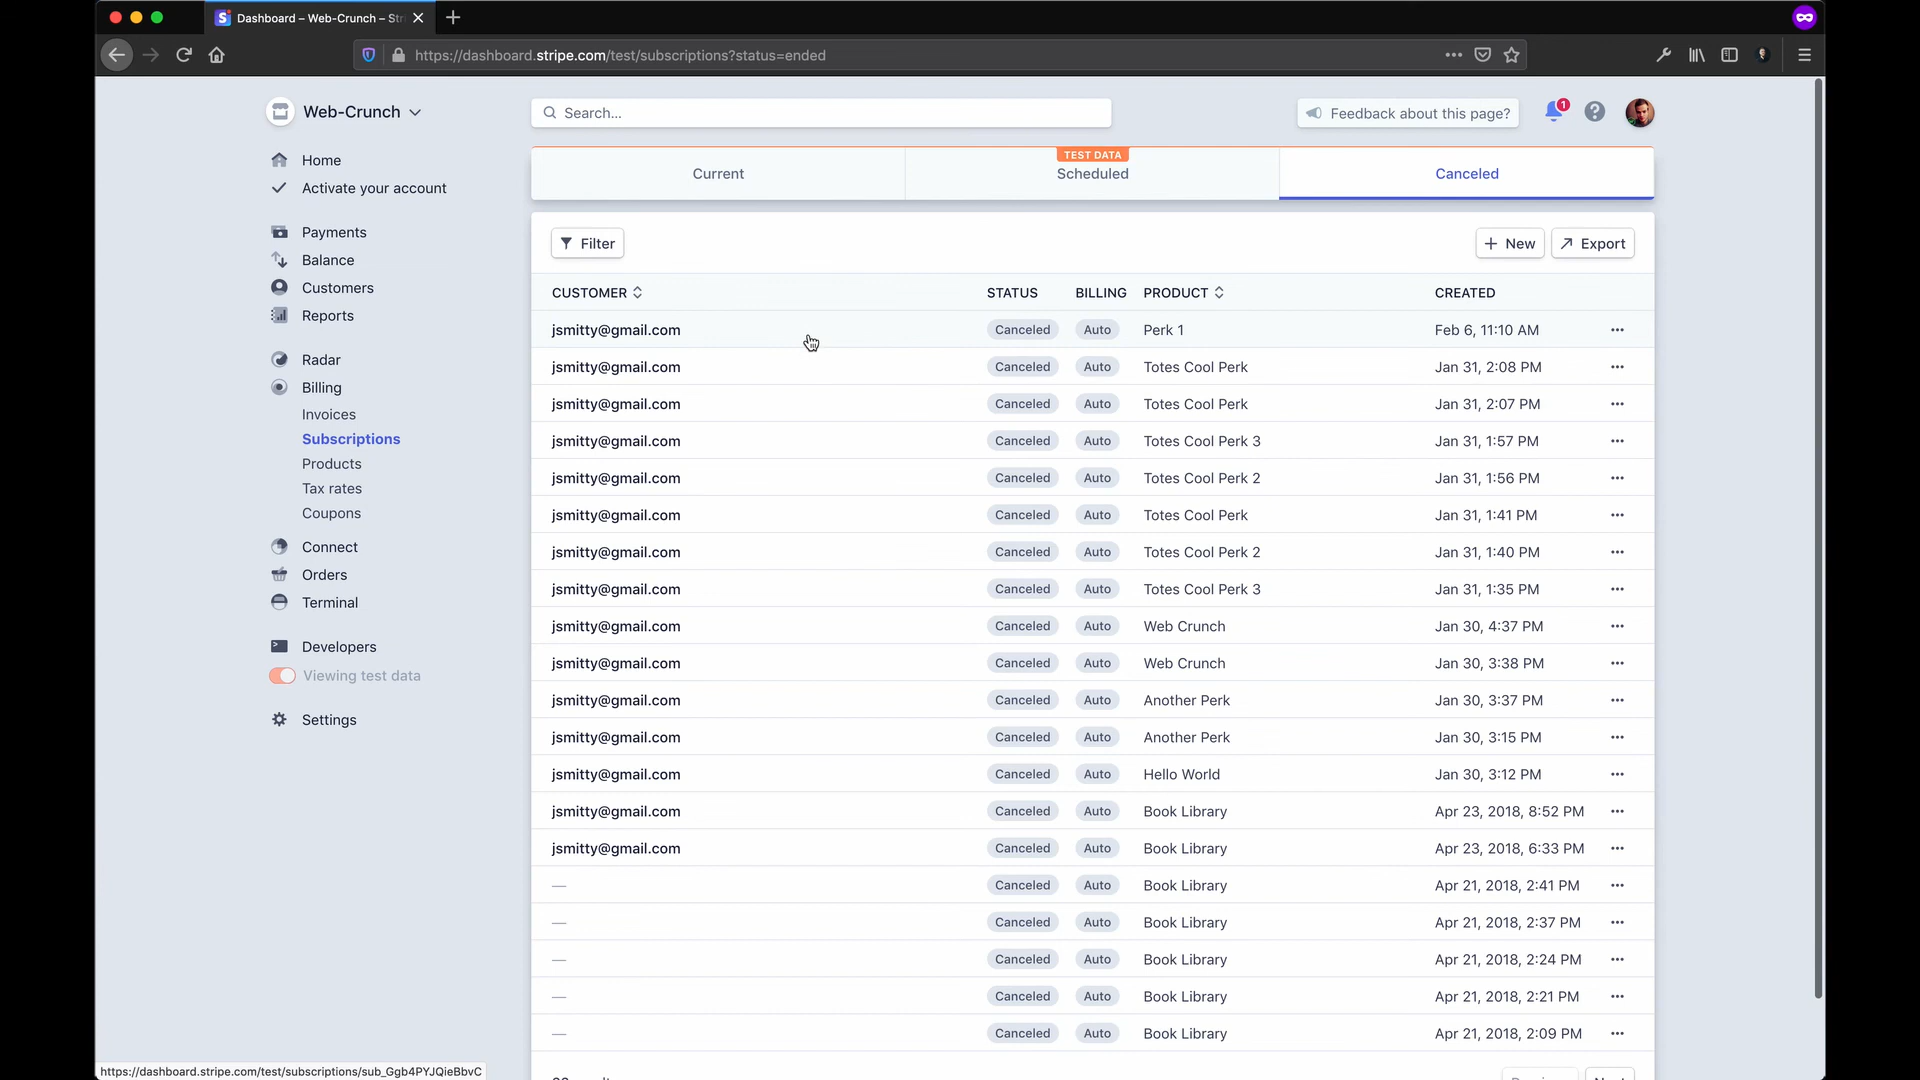 Dashboard – Web-Crunch – Str
https://dashboard.stripe.com/test/subscriptions?status=ended
Web-Crunch
Search...
Feedback about this page?
1
Home
Activate your account
Payments
Balance
Customers
Reports
Radar
Billing
Invoices
Subscriptions
Products
Tax rates
Coupons
Connect
Orders
Terminal
Developers
Viewing test data
Settings
TEST DATA
Current Scheduled Canceled
Filter New Export
CUSTOMER STATUS BILLING PRODUCT CREATED
jsmitty@gmail.com Canceled Auto Perk 1 Feb 6, 11:10 AM
jsmitty@gmail.com Canceled Auto Totes Cool Perk Jan 31, 2:08 PM
jsmitty@gmail.com Canceled Auto Totes Cool Perk Jan 31, 2:07 PM
jsmitty@gmail.com Canceled Auto Totes Cool Perk 3 Jan 31, 1:57 PM
jsmitty@gmail.com Canceled Auto Totes Cool Perk 2 Jan 31, 1:56 PM
jsmitty@gmail.com Canceled Auto Totes Cool Perk Jan 31, 1:41 PM
jsmitty@gmail.com Canceled Auto Totes Cool Perk 2 Jan 31, 1:40 PM
jsmitty@gmail.com Canceled Auto Totes Cool Perk 3 Jan 31, 1:35 PM
jsmitty@gmail.com Canceled Auto Web Crunch Jan 30, 4:37 PM
jsmitty@gmail.com Canceled Auto Web Crunch Jan 30, 3:38 PM
jsmitty@gmail.com Canceled Auto Another Perk Jan 30, 3:37 PM
jsmitty@gmail.com Canceled Auto Another Perk Jan 30, 3:15 PM
jsmitty@gmail.com Canceled Auto Hello World Jan 30, 3:12 PM
jsmitty@gmail.com Canceled Auto Book Library Apr 23, 2018, 8:52 PM
jsmitty@gmail.com Canceled Auto Book Library Apr 23, 2018, 6:33 PM
— Canceled Auto Book Library Apr 21, 2018, 2:41 PM
— Canceled Auto Book Library Apr 21, 2018, 2:37 PM
— Canceled Auto Book Library Apr 21, 2018, 2:24 PM
— Canceled Auto Book Library Apr 21, 2018, 2:21 PM
— Canceled Auto Book Library Apr 21, 2018, 2:09 PM
https://dashboard.stripe.com/test/subscriptions/sub_Ggb4PYJQieBbvC